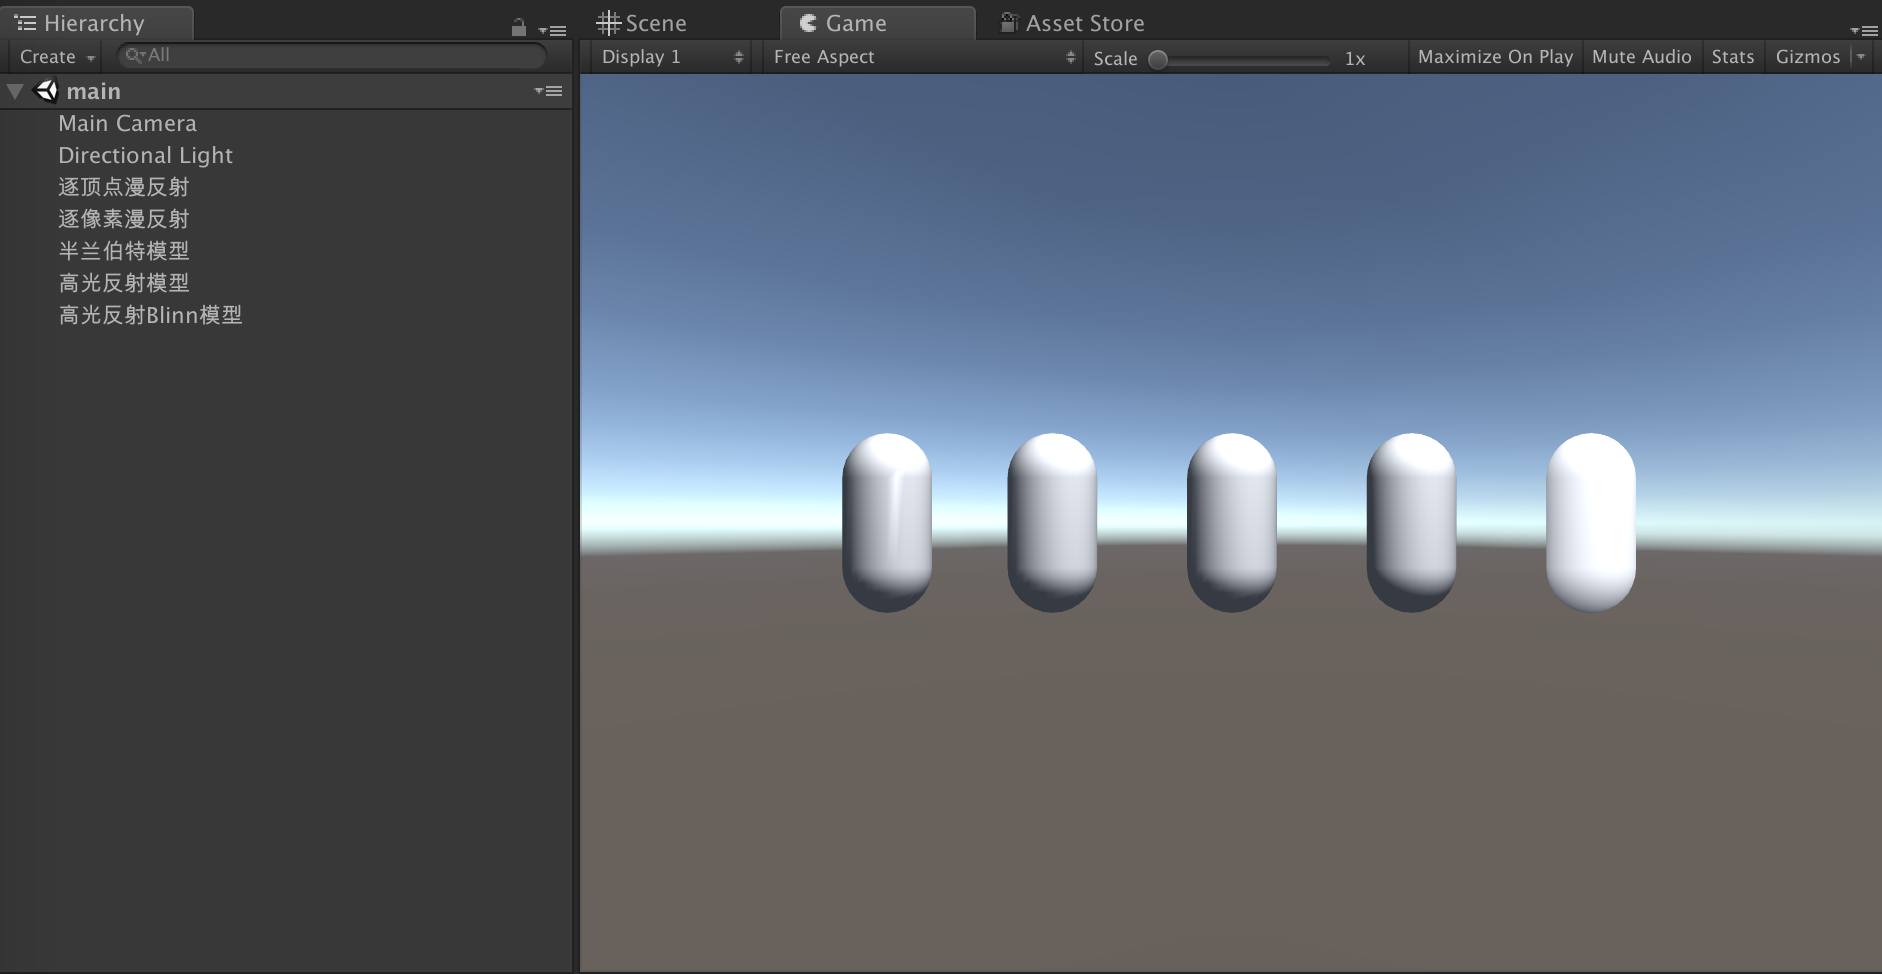 Hierarchy
Create All
main
Main Camera
Directional Light
逐顶点漫反射
逐像素漫反射
半兰伯特模型
高光反射模型
高光反射Blinn模型
Scene Game Asset Store
Display 1 Free Aspect Scale 1x Maximize On Play Mute Audio Stats Gizmos